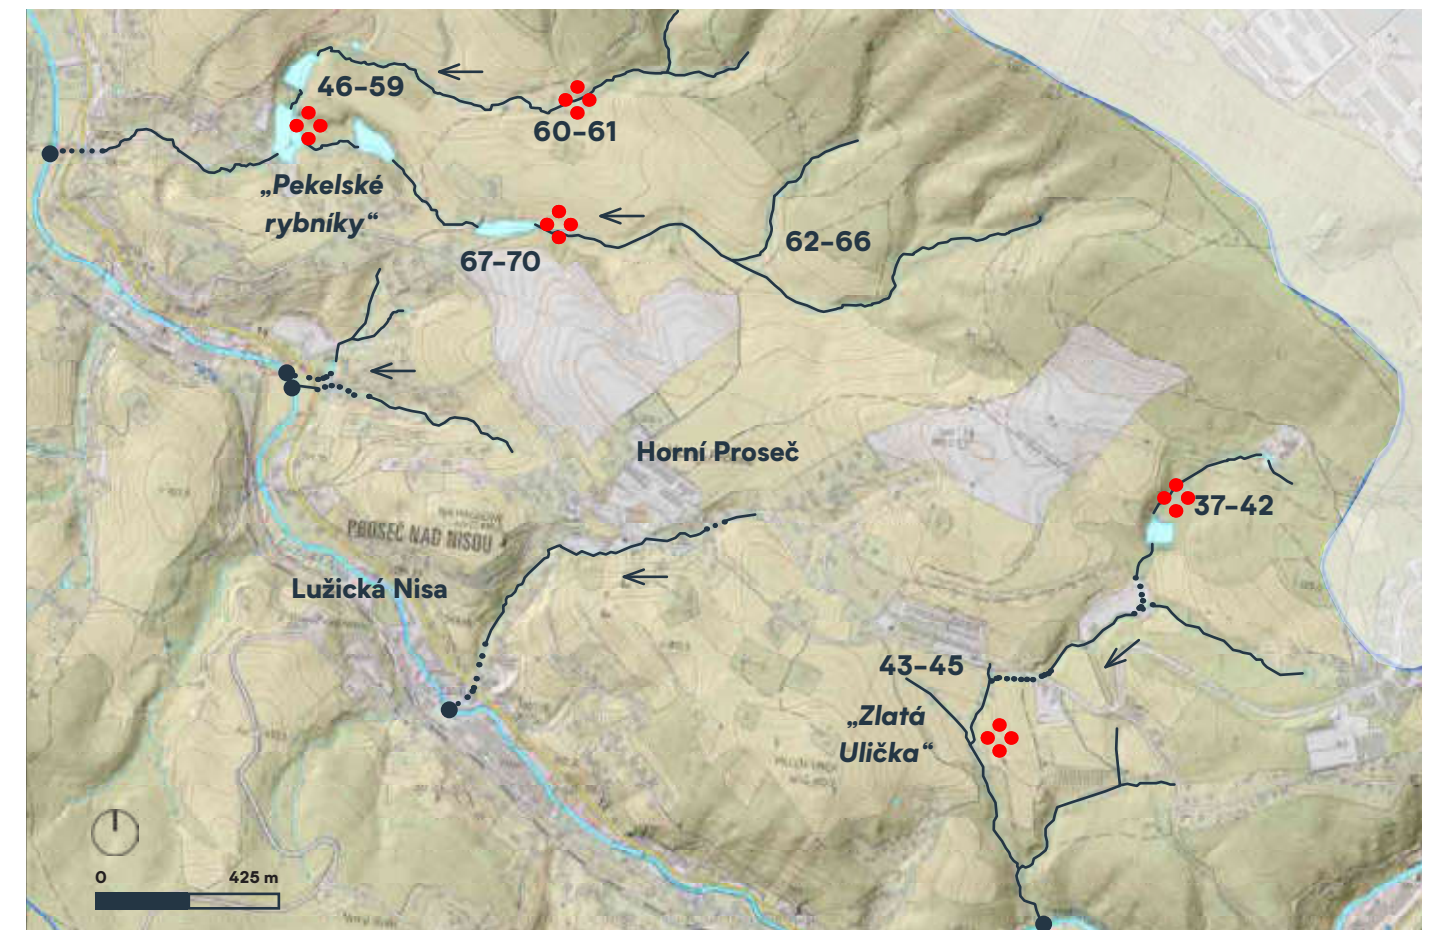 46–59
60–61
„Pekelské
rybníky“
62–66
67–70
Horní Proseč
37–42
PROSEČ NAD NISOU
Lužická Nisa
43–45
„Zlatá
Ulička“
0 425 m